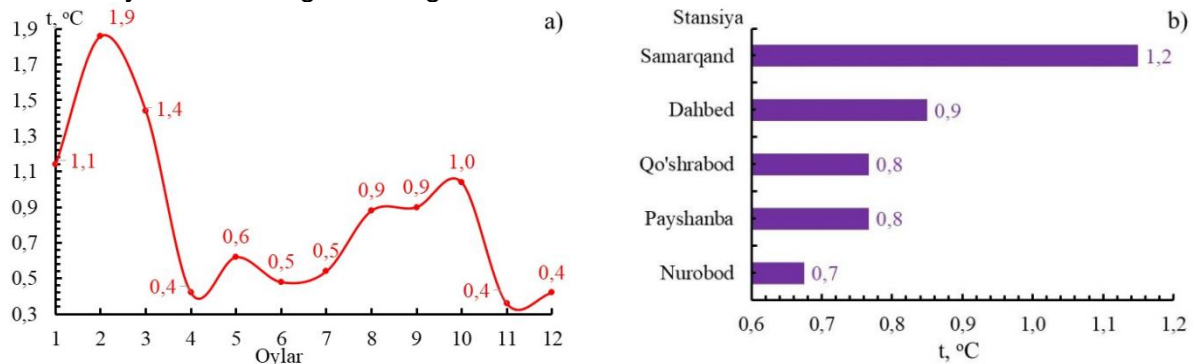 t, ºC
a)
1,9
1,7
1,5
1,3
1,1
0,9
0,7
0,5
0,3
1,1
1,9
1,4
0,4
0,6
0,5
0,5
0,9
0,9
1,0
0,4
0,4
1 2 3 4 5 6 7 8 9 10 11 12
Oylar
Stansiya
b)
Samarqand 1,2
Dahbed 0,9
Qo'shrabod 0,8
Payshanba 0,8
Nurobod 0,7
0,6 0,7 0,8 0,9 1,0 1,1 1,2
t, ºC